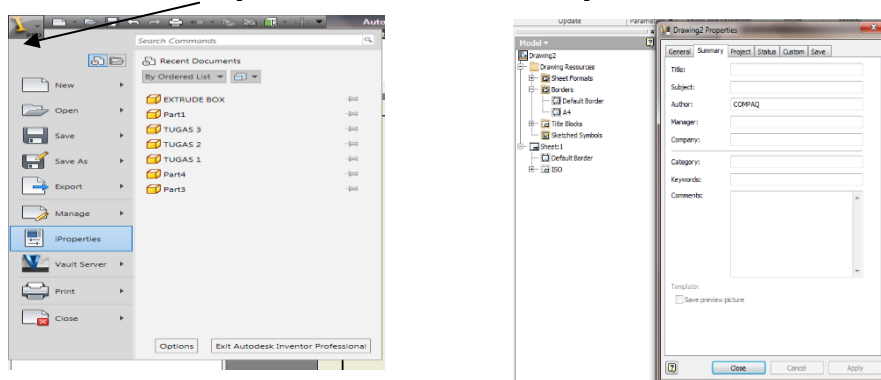 Auto
Search Commands
Recent Documents
By Ordered List
New
Open
Save
Save As
Export
Manage
iProperties
Vault Server
Print
Close
EXTRUDE BOX
Part1
TUGAS 3
TUGAS 2
TUGAS 1
Part4
Part3
Options
Exit Autodesk Inventor Professional
Update
Model
Drawing2
Drawing Resources
Sheet Formats
Borders
Default Border
A4
Title Blocks
Sketched Symbols
Sheet:1
Default Border
ISO
Drawing2 Properties
General Summary Project Status Custom Save
Title:
Subject:
Author: COMPAQ
Manager:
Company:
Category:
Keywords:
Comments:
Template:
Save preview picture
Close Cancel Apply